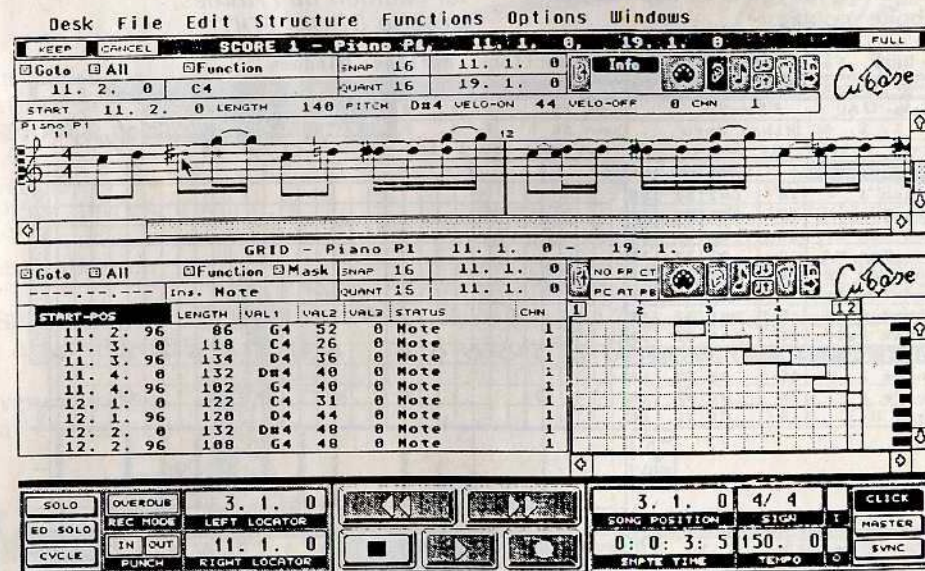 Desk File Edit Structure Functions Options Windows
KEEP CANCEL SCORE 1 - Piano P1, 11. 1. 0, 19. 1. 0 FULL
Goto All Function SNAP 16 11. 1. 0 Info In Cubase
11. 2. 0 C4 QUANT 16 19. 1. 0
START 11. 2. 0 LENGTH 140 PITCH D#4 VELO-ON 44 VELO-OFF 0 CHN 1
Piano P1
11 12
4
4
GRID - Piano P1 11. 1. 0 - 19. 1. 0
Goto All Function Mask SNAP 16 11. 1. 0 NO PR CT In Cubase
----.--.--- Ins. Note QUANT 11. 1. 0 PC AT PB
START-POS LENGTH VAL1 VAL2 VAL3 STATUS CHN 1 2 3 4 12
11. 2. 96 86 G4 52 0 Note 1
11. 3. 0 118 C4 26 0 Note 1
11. 3. 96 134 D4 36 0 Note 1
11. 4. 0 132 D#4 40 0 Note 1
11. 4. 96 102 G4 40 0 Note 1
12. 1. 0 122 C4 31 0 Note 1
12. 1. 96 120 D4 44 0 Note 1
12. 2. 0 132 D#4 48 0 Note 1
12. 2. 96 108 G4 48 0 Note 1
SOLO OVERDUB 3. 1. 0 3. 1. 0 4/ 4 CLICK
REC MODE LEFT LOCATOR SONG POSITION SIGN I
ED SOLO MASTER
IN OUT 11. 1. 0 0: 0: 3: 5 150. 0
CYCLE PUNCH RIGHT LOCATOR SMPTE TIME TEMPO O SYNC